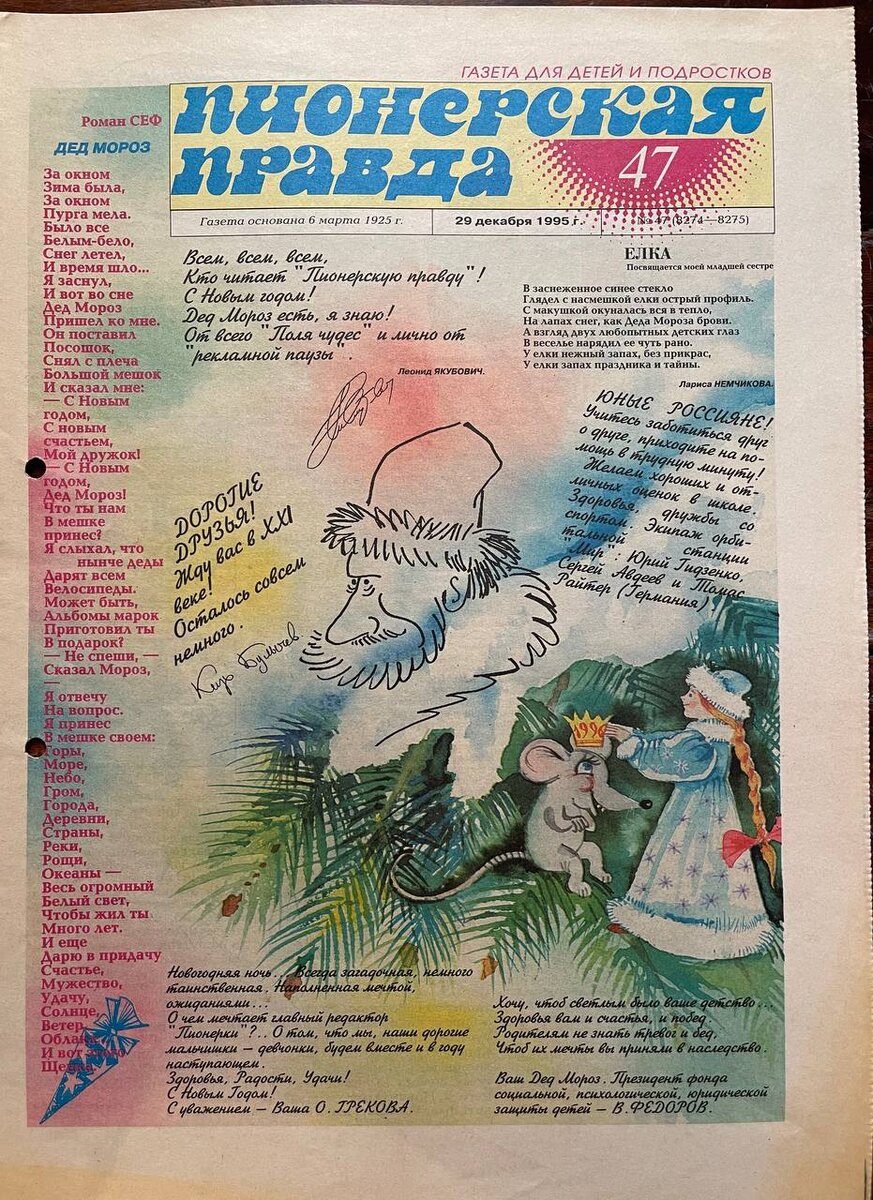 ГАЗЕТА ДЛЯ ДЕТЕЙ И ПОДРОСТКОВ
ПИОНЕРСКАЯ
ПРАВДА
47
Газета основана 6 марта 1925 г.
29 декабря 1995 г.
№ 47 (8274—8275)
Роман СЕФ
ДЕД МОРОЗ
За окном
Зима была,
За окном
Пурга мела.
Было все
Белым-бело,
Снег летел,
И время шло...
Я заснул,
И вот во сне
Дед Мороз
Пришел ко мне.
Он поставил
Посошок,
Снял с плеча
Большой мешок
И сказал мне:
— С Новым
годом,
С новым
счастьем,
Мой дружок!
— С Новым
годом,
Дед Мороз!
Что ты нам
В мешке
принес?
Я слыхал, что
нынче деды
Дарят всем
Велосипеды.
Может быть,
Альбомы марок
Приготовил ты
В подарок?
— Не спеши, —
Сказал Мороз,
—
Я отвечу
На вопрос.
Я принес
В мешке своем:
Горы,
Море,
Небо,
Гром,
Города,
Деревни,
Страны,
Реки,
Рощи,
Океаны —
Весь огромный
Белый свет,
Чтобы жил ты
Много лет.
И еще
Дарю в придачу
Счастье,
Мужество,
Удачу,
Солнце,
Ветер,
Облака
И вот этого
Щенка.
Всем, всем, всем,
Кто читает "Пионерскую правду"!
С Новым годом!
Дед Мороз есть, я знаю!
От всего "Поля чудес" и лично от
"рекламной паузы".
Леонид ЯКУБОВИЧ.
ЕЛКА
Посвящается моей младшей сестре
В заснеженное синее стекло
Глядел с насмешкой елки острый профиль.
С макушкой окуналась вся в тепло,
На лапах снег, как Деда Мороза брови.
А взгляд двух любопытных детских глаз
В веселье нарядил ее чуть рано.
У елки нежный запах, без прикрас,
У елки запах праздника и тайны.
Лариса НЕМЧИКОВА.
ЮНЫЕ РОССИЯНЕ!
Учитесь заботиться друг
о друге, приходите на по-
мощь в трудную минуту!
Желаем хороших и от-
личных оценок в школе.
Здоровья, дружбы со
спортом. Экипаж орби-
тальной станции
"Мир": Юрий Гидзенко,
Сергей Авдеев и Томас
Райтер (Германия)
ДОРОГИЕ
ДРУЗЬЯ!
Жду вас в XXI
веке!
Осталось совсем
немного.
Кир Булычев
1996
Новогодняя ночь... Всегда загадочная, немного
таинственная. Наполненная мечтой,
ожиданиями...
О чем мечтает главный редактор
"Пионерки"?.. О том, что мы, наши дорогие
мальчишки — девчонки, будем вместе и в году
наступающем.
Здоровья, Радости, Удачи!
С Новым Годом!
С уважением — Ваша О. ГРЕКОВА.
Хочу, чтоб светлым было ваше детство...
Здоровья вам и счастья, и побед.
Родителям не знать тревог и бед,
Чтоб их мечты вы приняли в наследство.
Ваш Дед Мороз. Президент фонда
социальной, психологической, юридической
защиты детей — В.ФЕДОРОВ.